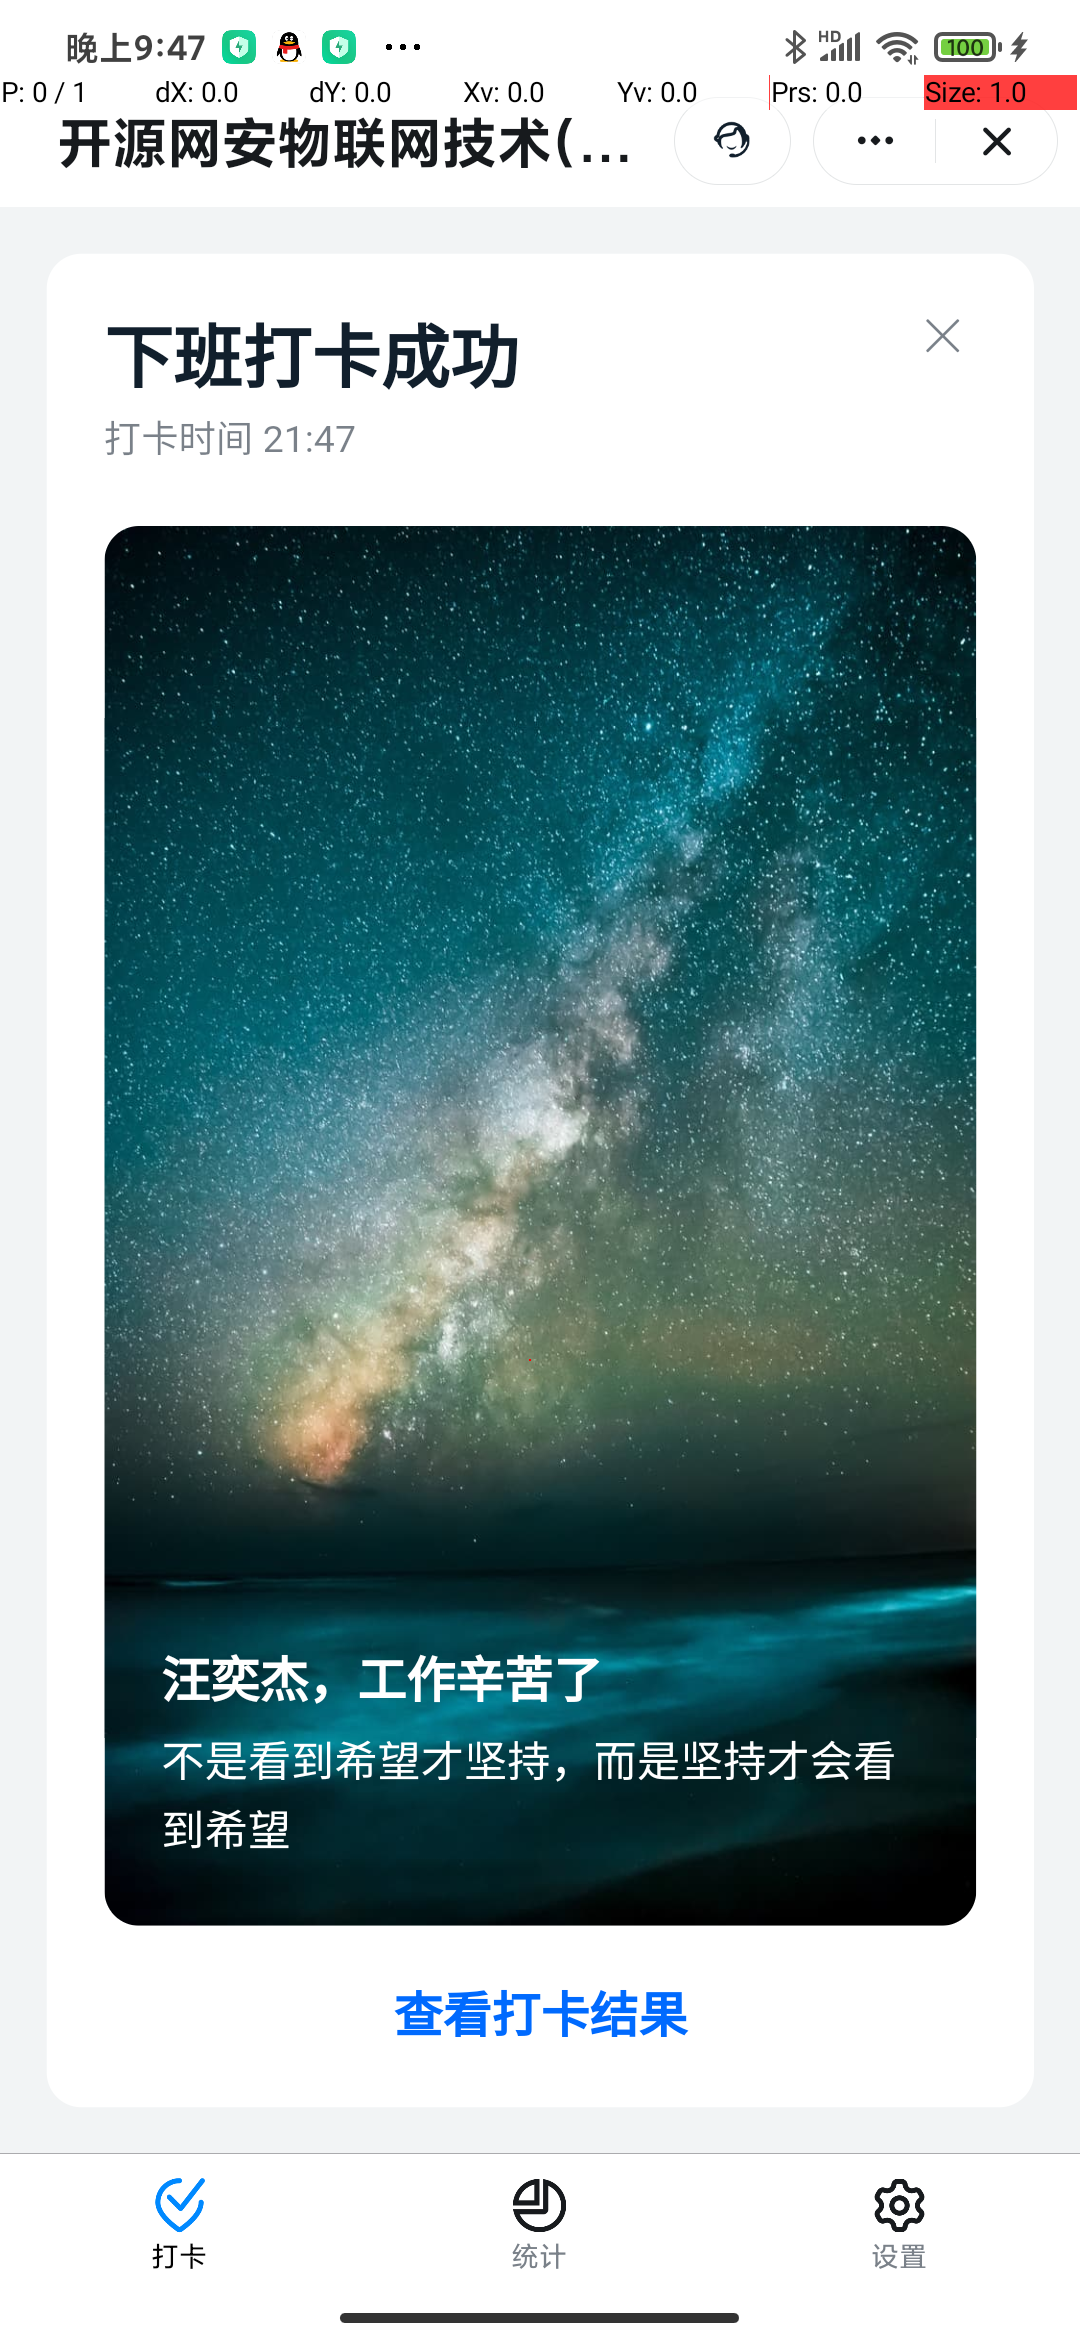 晚上9:47
HD
100
P: 0 / 1 dX: 0.0 dY: 0.0 Xv: 0.0 Yv: 0.0 Prs: 0.0 Size: 1.0
开源网安物联网技术(...
下班打卡成功
打卡时间 21:47
汪奕杰，工作辛苦了
不是看到希望才坚持，而是坚持才会看
到希望
查看打卡结果
打卡 统计 设置